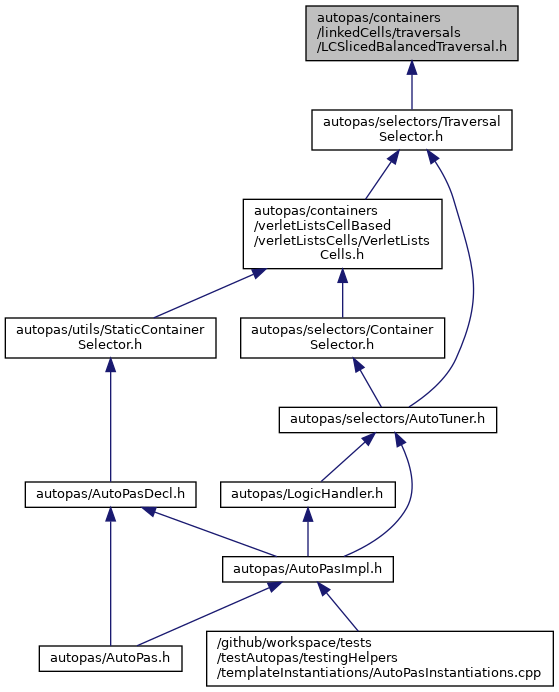 autopas/containers
/linkedCells/traversals
/LCSlicedBalancedTraversal.h
autopas/selectors/Traversal
Selector.h
autopas/containers
/verletListsCellBased
/verletListsCells/VerletLists
Cells.h
autopas/utils/StaticContainer
Selector.h
autopas/selectors/Container
Selector.h
autopas/selectors/AutoTuner.h
autopas/AutoPasDecl.h
autopas/LogicHandler.h
autopas/AutoPasImpl.h
autopas/AutoPas.h
/github/workspace/tests
/testAutopas/testingHelpers
/templateInstantiations/AutoPasInstantiations.cpp